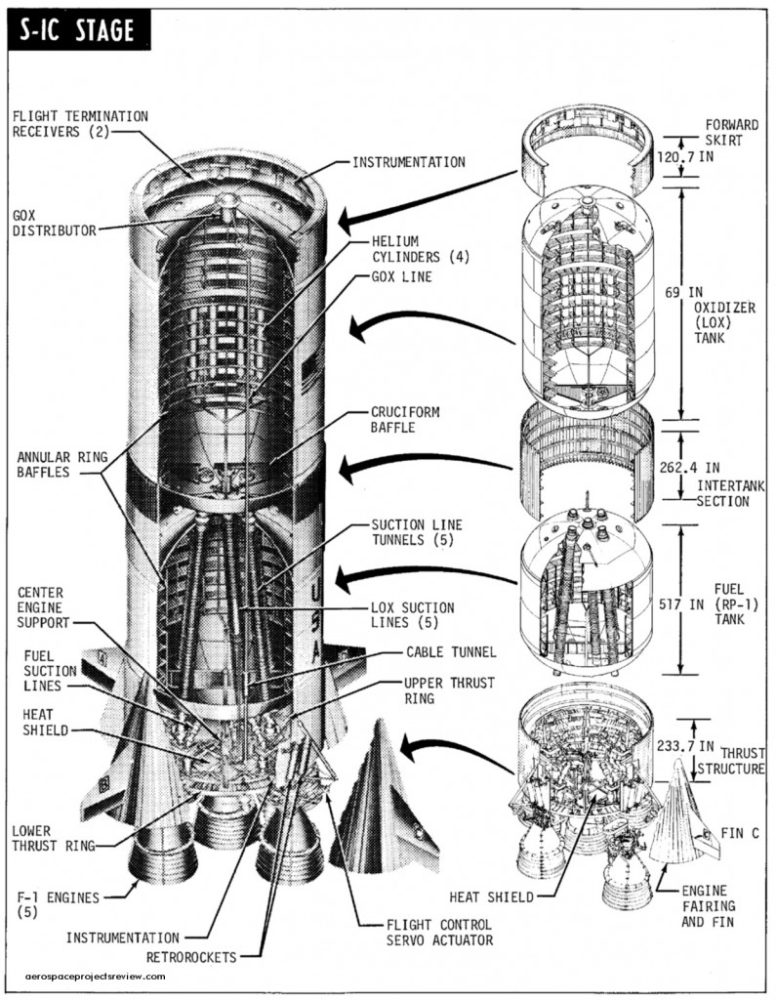 S-IC STAGE
FLIGHT TERMINATION
RECEIVERS (2)
INSTRUMENTATION
GOX
DISTRIBUTOR
HELIUM
CYLINDERS (4)
GOX LINE
CRUCIFORM
BAFFLE
ANNULAR RING
BAFFLES
SUCTION LINE
TUNNELS (5)
CENTER
ENGINE
SUPPORT
LOX SUCTION
LINES (5)
FUEL
SUCTION
LINES
CABLE TUNNEL
UPPER THRUST
RING
HEAT
SHIELD
LOWER
THRUST RING
F-1 ENGINES
(5)
INSTRUMENTATION
RETROROCKETS
FLIGHT CONTROL
SERVO ACTUATOR
USA
A
B
FORWARD
SKIRT
120.7 IN
69 IN
OXIDIZER
(LOX)
TANK
262.4 IN
INTERTANK
SECTION
517 IN
FUEL
(RP-1)
TANK
233.7 IN
THRUST
STRUCTURE
FIN C
HEAT SHIELD
ENGINE
FAIRING
AND FIN
aerospaceprojectsreview.com